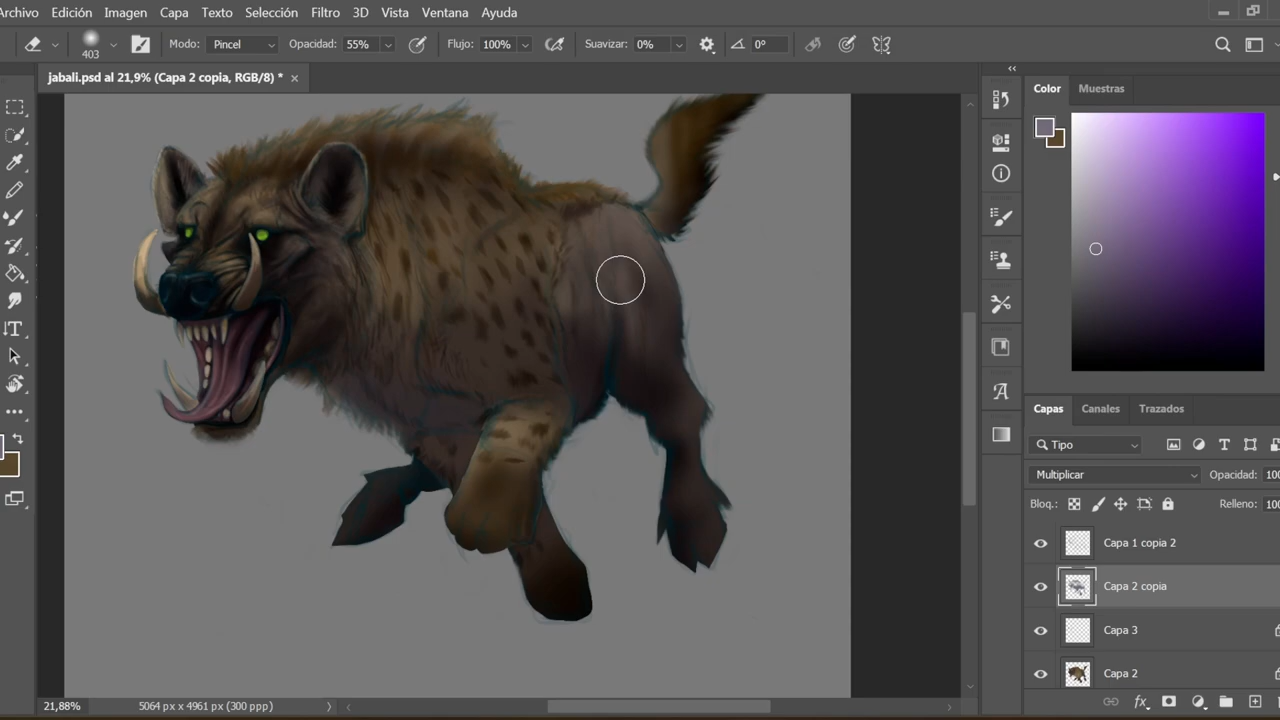 Archivo Edición Imagen Capa Texto Selección Filtro 3D Vista Ventana Ayuda
403 Modo: Pincel Opacidad: 55% Flujo: 100% Suavizar: 0% 0°
jabali.psd al 21,9% (Capa 2 copia, RGB/8) *
Color Muestras
Capas Canales Trazados
Tipo
Multiplicar Opacidad: 100
Bloq.: Relleno: 100
Capa 1 copia 2
Capa 2 copia
Capa 3
Capa 2
21,88% 5064 px x 4961 px (300 ppp)